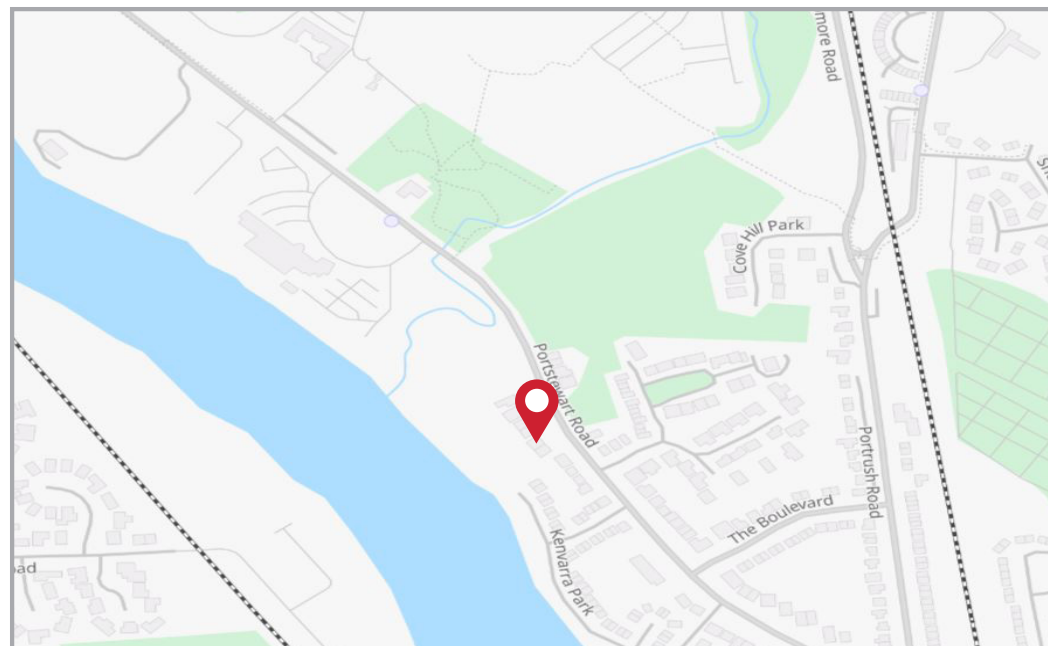 more Road
Cove Hill Park
Portstewart Road
Portrush Road
The Boulevard
Kenvarra Park
oad